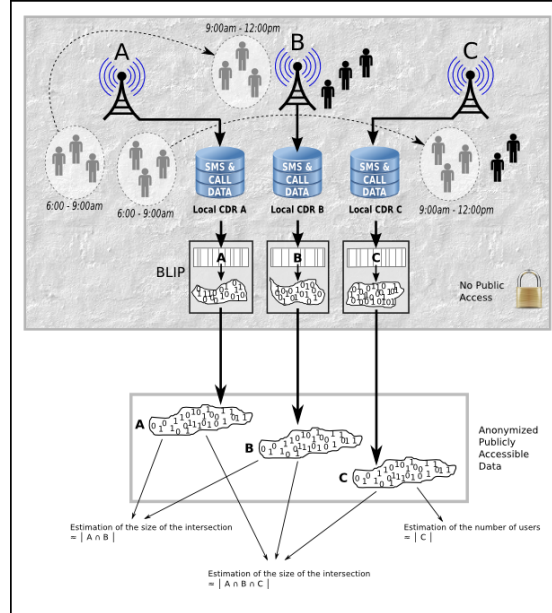 9:00am - 12:00pm
A
B
C
6:00 - 9:00am
6:00 - 9:00am
9:00am - 12:00pm
SMS &
CALL
DATA
SMS &
CALL
DATA
SMS &
CALL
DATA
Local CDR A
Local CDR B
Local CDR C
BLIP
A
B
C
No Public
Access
A
B
C
Anonymized
Publicly
Accessible
Data
Estimation of the size of the intersection
≈ | A ∩ B |
Estimation of the number of users
≈ | C |
Estimation of the size of the intersection
≈ | A ∩ B ∩ C |